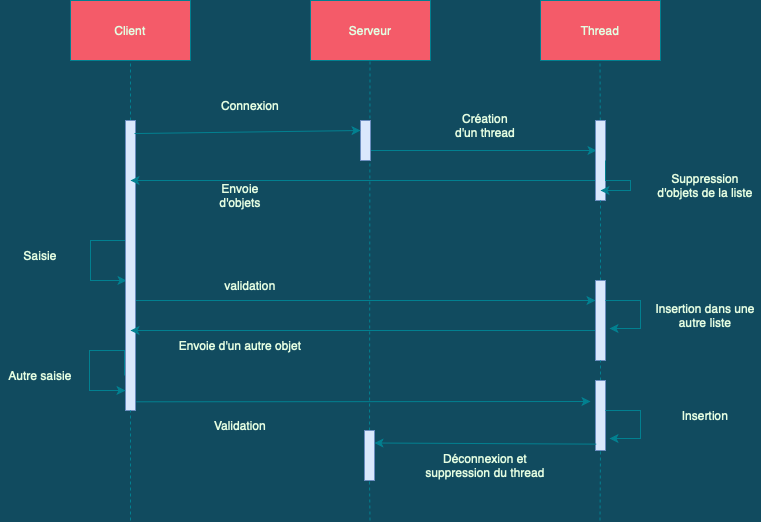 Client
Serveur
Thread
Connexion
Création
d'un thread
Suppression
d'objets de la liste
Envoie
d'objets
Saisie
validation
Insertion dans une
autre liste
Envoie d'un autre objet
Autre saisie
Insertion
Validation
Déconnexion et
suppression du thread